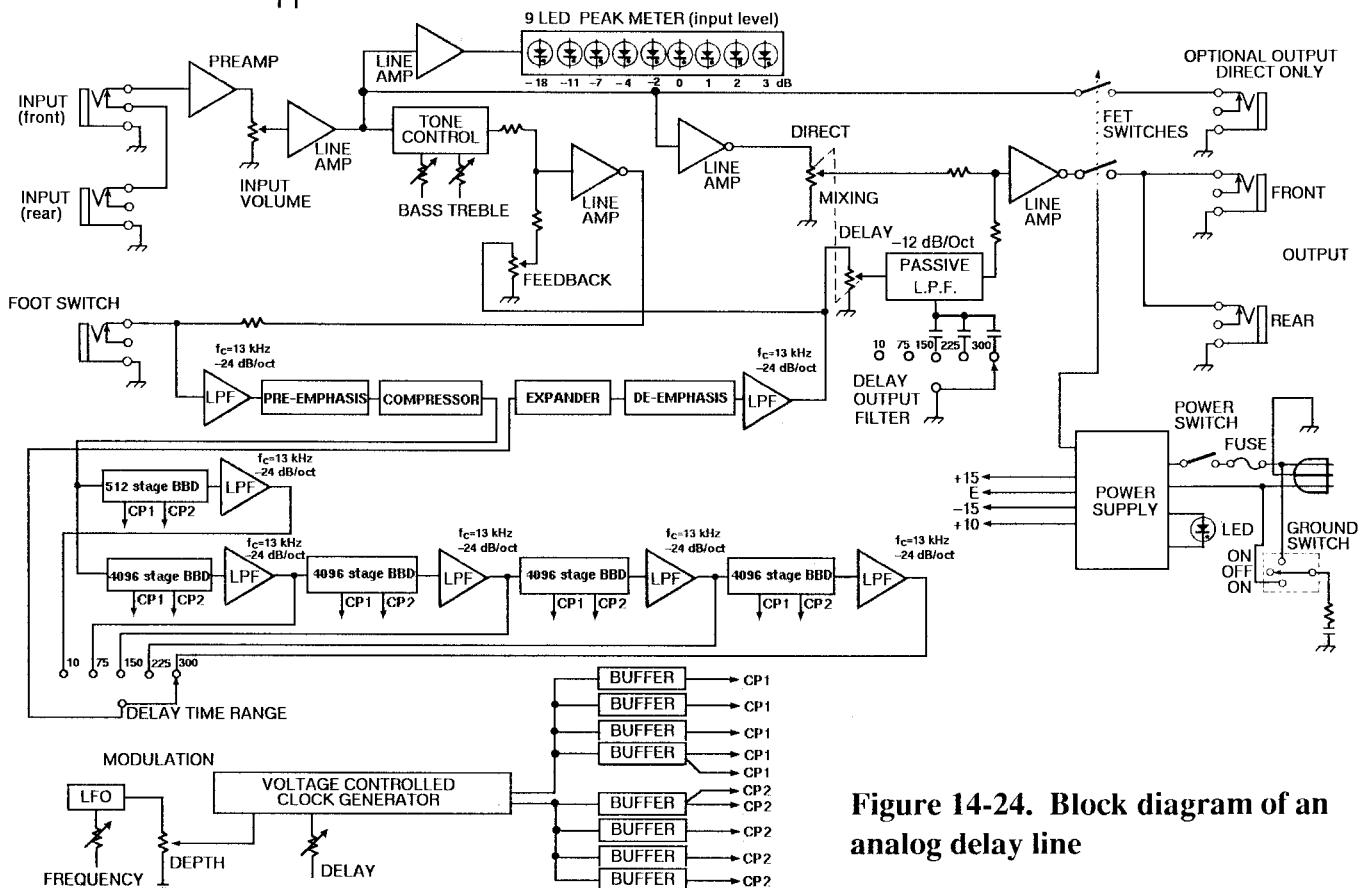 9 LED PEAK METER (input level)
-18 -11 -7 -4 -2 0 1 2 3 dB
LINE
AMP
PREAMP
INPUT
(front)
INPUT
(rear)
INPUT
VOLUME
LINE
AMP
TONE
CONTROL
BASS TREBLE
LINE
AMP
FEEDBACK
LINE
AMP
DIRECT
MIXING
DELAY
-12 dB/Oct
PASSIVE
L.P.F.
10 75 150 225 300
DELAY
OUTPUT
FILTER
LINE
AMP
FET
SWITCHES
OPTIONAL OUTPUT
DIRECT ONLY
FRONT
OUTPUT
REAR
FOOT SWITCH
fc=13 kHz
-24 dB/oct
LPF
PRE-EMPHASIS
COMPRESSOR
EXPANDER
DE-EMPHASIS
fc=13 kHz
-24 dB/oct
LPF
512 stage BBD
CP1 CP2
fc=13 kHz
-24 dB/oct
LPF
4096 stage BBD
CP1 CP2
fc=13 kHz
-24 dB/oct
LPF
4096 stage BBD
CP1 CP2
fc=13 kHz
-24 dB/oct
LPF
4096 stage BBD
CP1 CP2
fc=13 kHz
-24 dB/oct
LPF
4096 stage BBD
CP1 CP2
fc=13 kHz
-24 dB/oct
LPF
10 75 150 225 300
DELAY TIME RANGE
POWER
SWITCH
FUSE
+15
E
-15
+10
POWER
SUPPLY
LED
GROUND
SWITCH
ON
OFF
ON
MODULATION
LFO
FREQUENCY
DEPTH
VOLTAGE CONTROLLED
CLOCK GENERATOR
DELAY
BUFFER CP1
BUFFER CP1
BUFFER CP1
BUFFER CP1
CP1
CP2
BUFFER CP2
BUFFER CP2
BUFFER CP2
BUFFER CP2
Figure 14-24. Block diagram of an
analog delay line